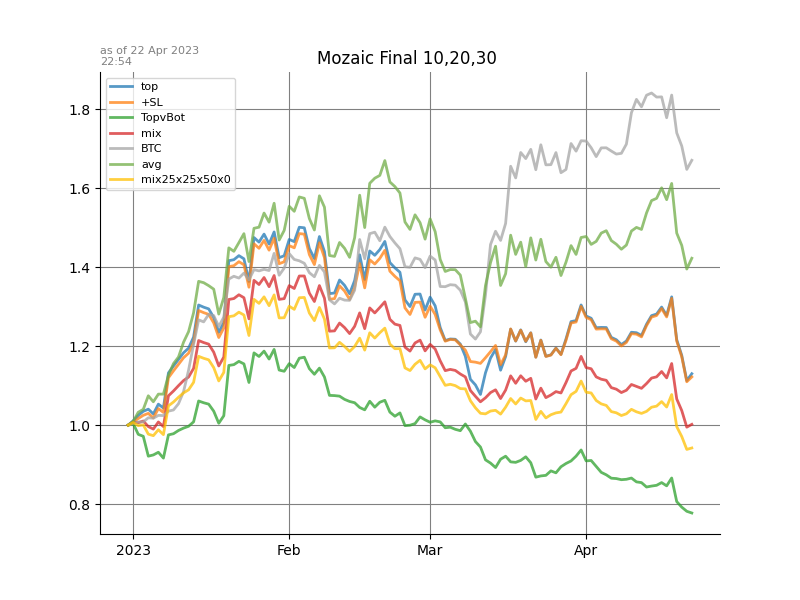 as of 22 Apr 2023
22:54
Mozaic Final 10,20,30
top
+SL
TopvBot
mix
BTC
avg
mix25x25x50x0
1.8
1.6
1.4
1.2
1.0
0.8
2023
Feb
Mar
Apr